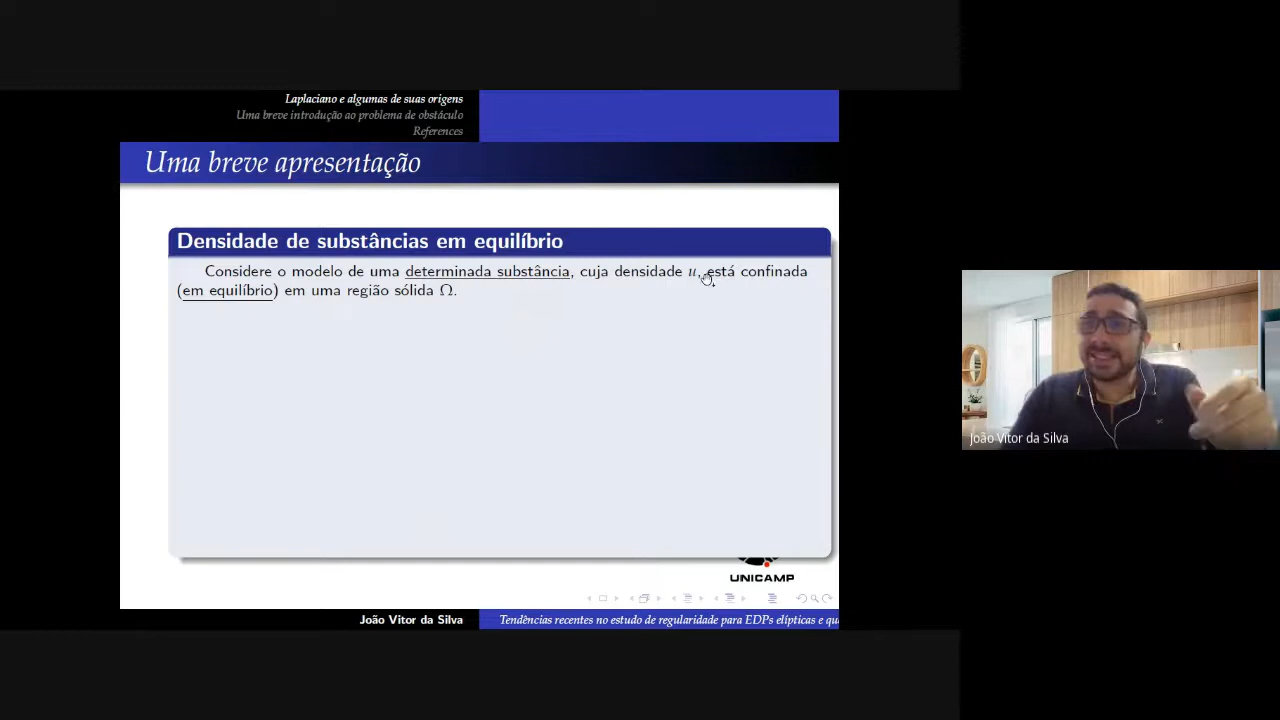 Laplaciano e algumas de suas origens
Uma breve introdução ao problema de obstáculo
References
Uma breve apresentação
Densidade de substâncias em equilíbrio
Considere o modelo de uma determinada substância, cuja densidade u, está confinada
(em equilíbrio) em uma região sólida Ω.
UNICAMP
João Vitor da Silva
Tendências recentes no estudo de regularidade para EDPs elípticas e
João Vitor da Silva